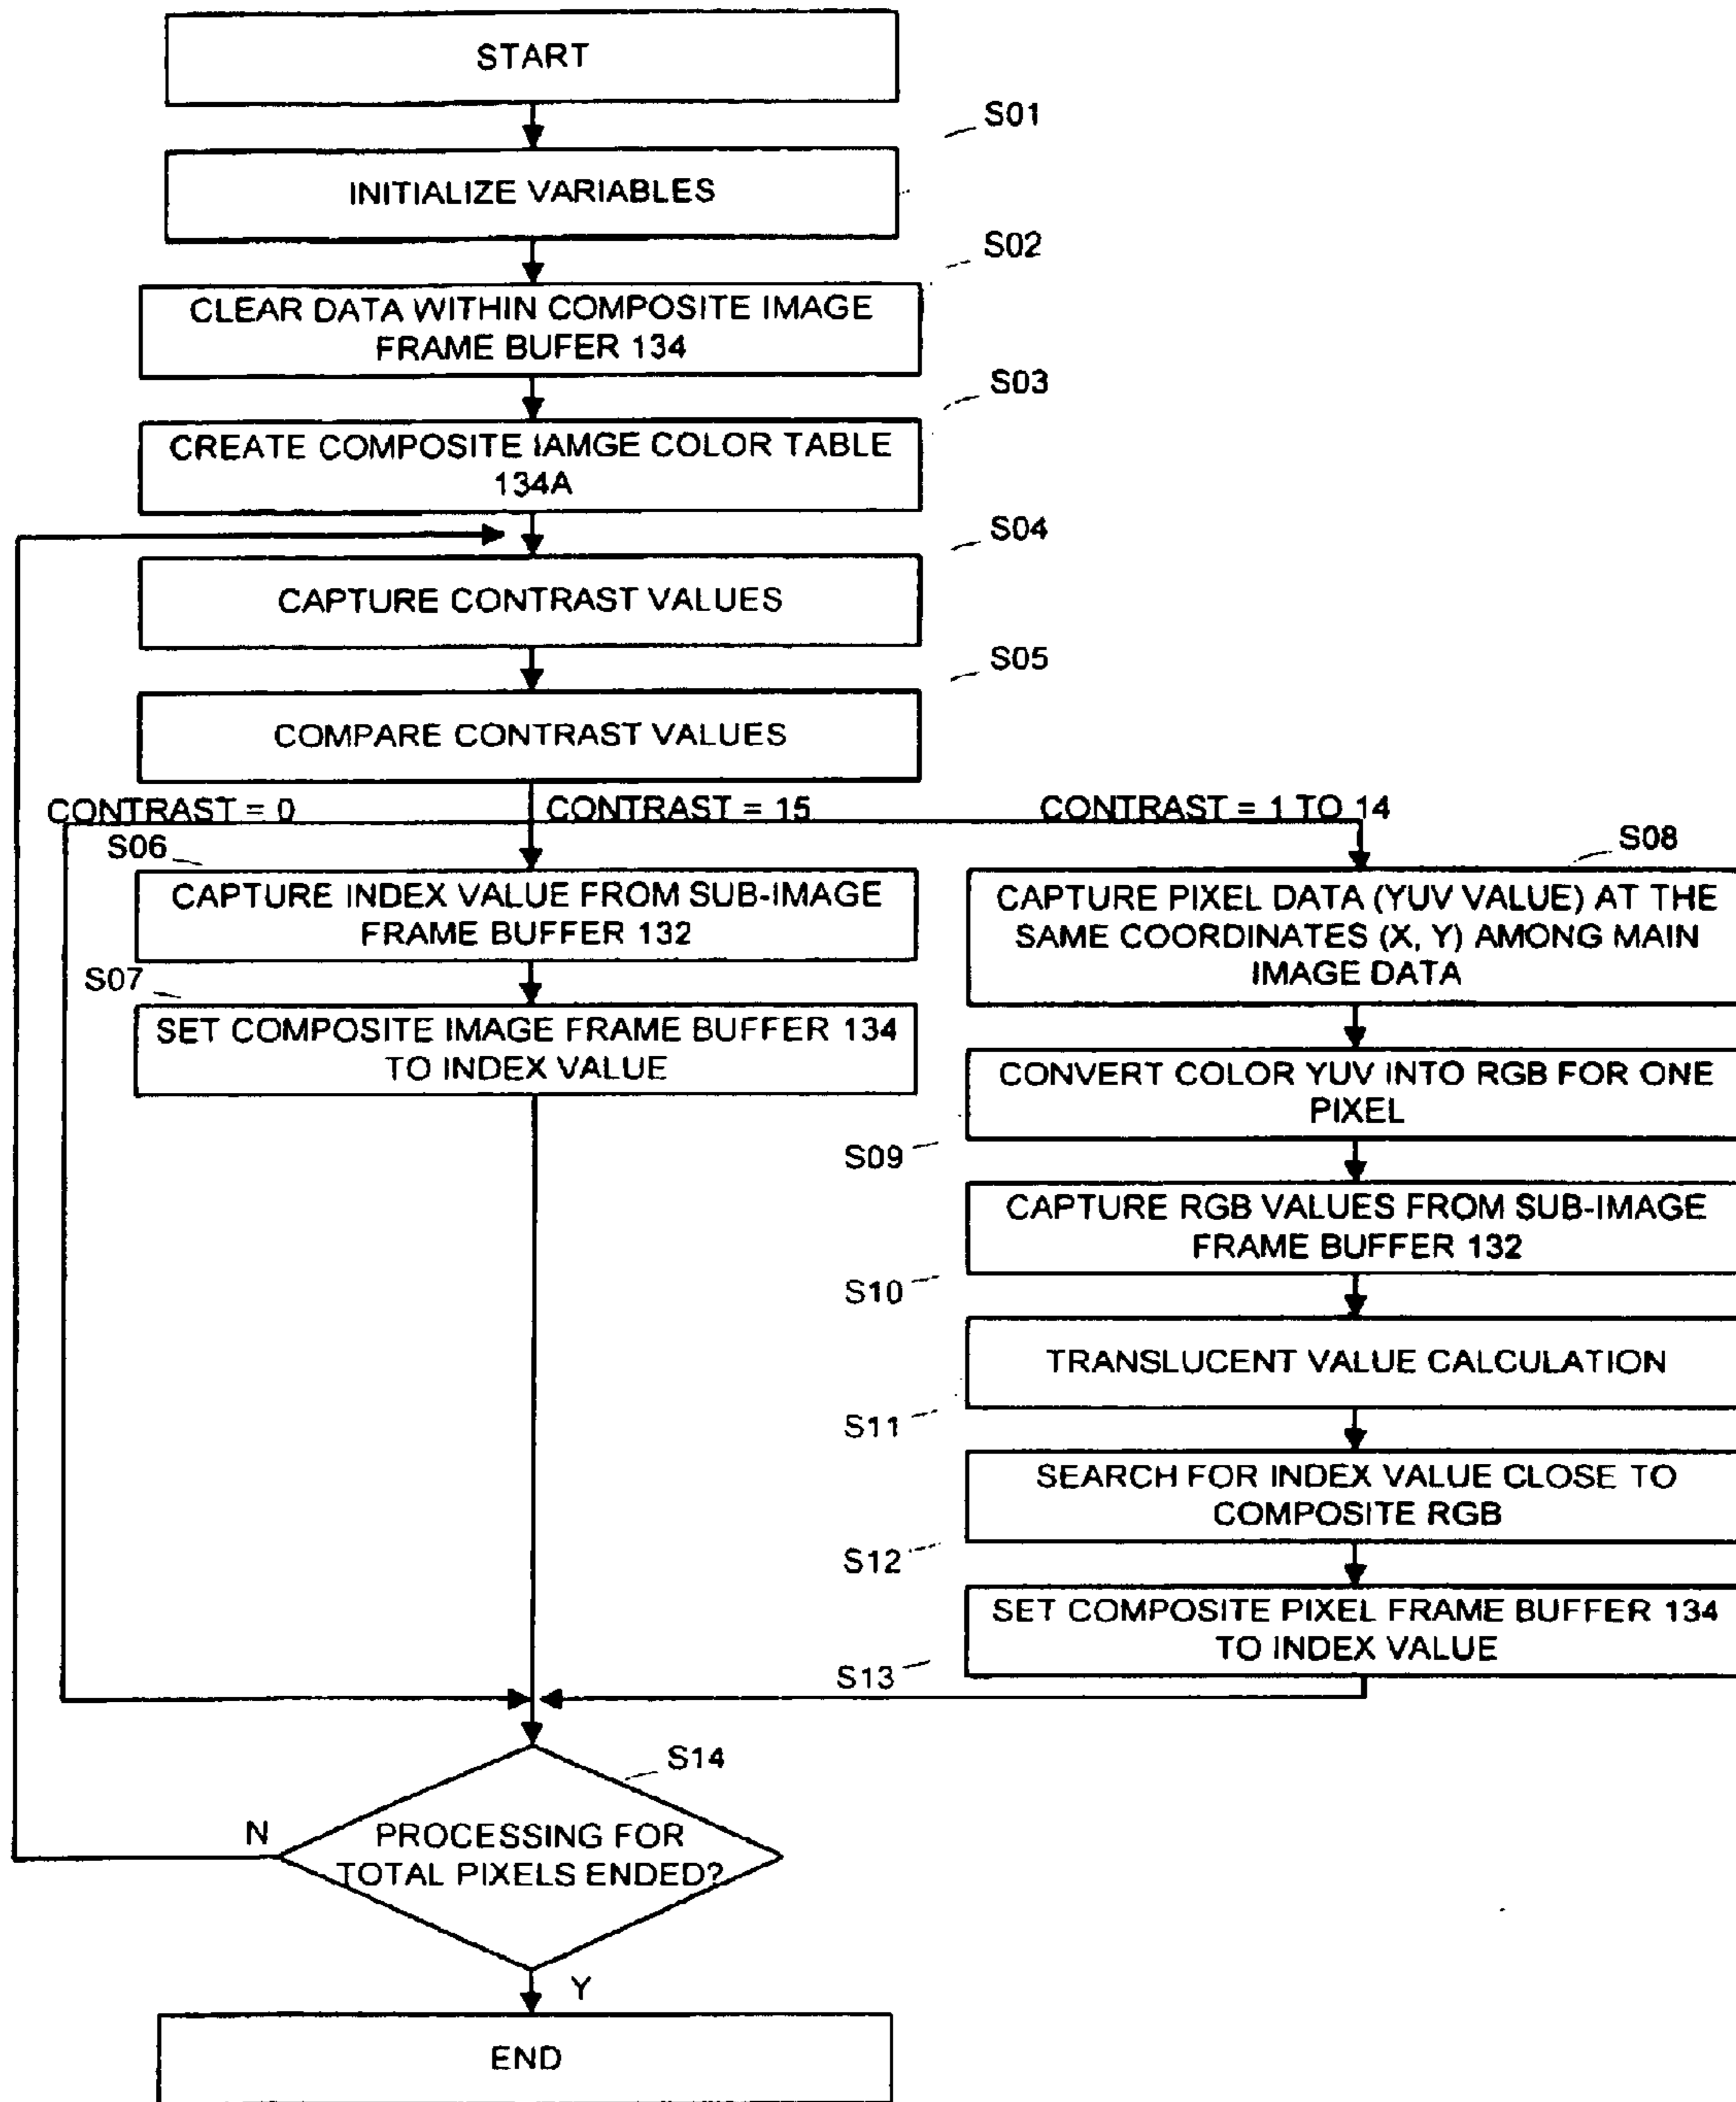 START
S01
INITIALIZE VARIABLES
S02
CLEAR DATA WITHIN COMPOSITE IMAGE
FRAME BUFER 134
S03
CREATE COMPOSITE IAMGE COLOR TABLE
134A
S04
CAPTURE CONTRAST VALUES
S05
COMPARE CONTRAST VALUES
CONTRAST = 0
CONTRAST = 15
CONTRAST = 1 TO 14
S06
CAPTURE INDEX VALUE FROM SUB-IMAGE
FRAME BUFFER 132
S07
SET COMPOSITE IMAGE FRAME BUFFER 134
TO INDEX VALUE
S08
CAPTURE PIXEL DATA (YUV VALUE) AT THE
SAME COORDINATES (X, Y) AMONG MAIN
IMAGE DATA
CONVERT COLOR YUV INTO RGB FOR ONE
PIXEL
S09
CAPTURE RGB VALUES FROM SUB-IMAGE
FRAME BUFFER 132
S10
TRANSLUCENT VALUE CALCULATION
S11
SEARCH FOR INDEX VALUE CLOSE TO
COMPOSITE RGB
S12
SET COMPOSITE PIXEL FRAME BUFFER 134
TO INDEX VALUE
S13
S14
N
PROCESSING FOR
TOTAL PIXELS ENDED?
Y
END